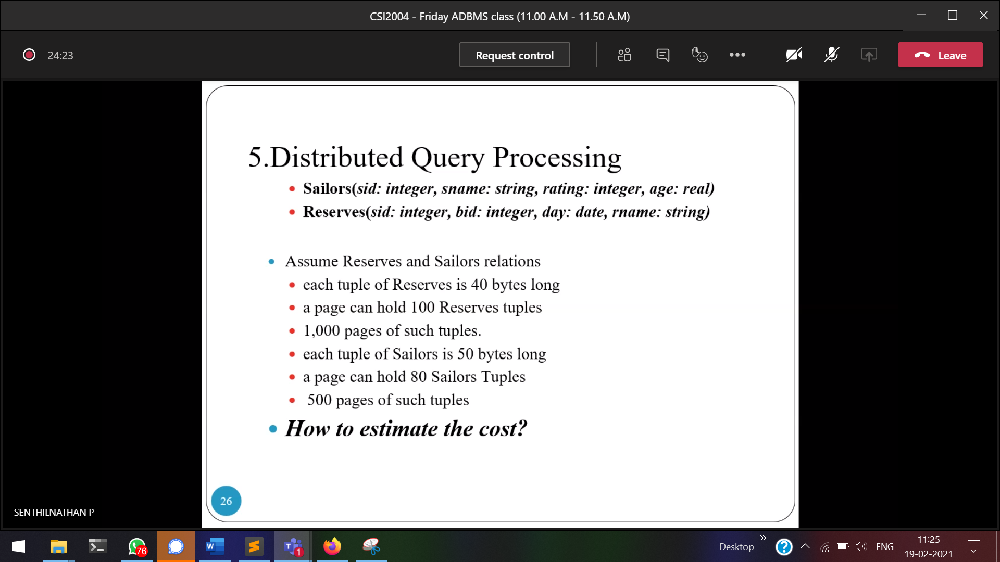 CSI2004 - Friday ADBMS class (11.00 A.M - 11.50 A.M)
24:23
Request control
Leave
5.Distributed Query Processing
Sailors(sid: integer, sname: string, rating: integer, age: real)
Reserves(sid: integer, bid: integer, day: date, rname: string)
Assume Reserves and Sailors relations
each tuple of Reserves is 40 bytes long
a page can hold 100 Reserves tuples
1,000 pages of such tuples.
each tuple of Sailors is 50 bytes long
a page can hold 80 Sailors Tuples
500 pages of such tuples
How to estimate the cost?
26
SENTHILNATHAN P
76
W
T
1
Desktop
ENG
11:25
19-02-2021